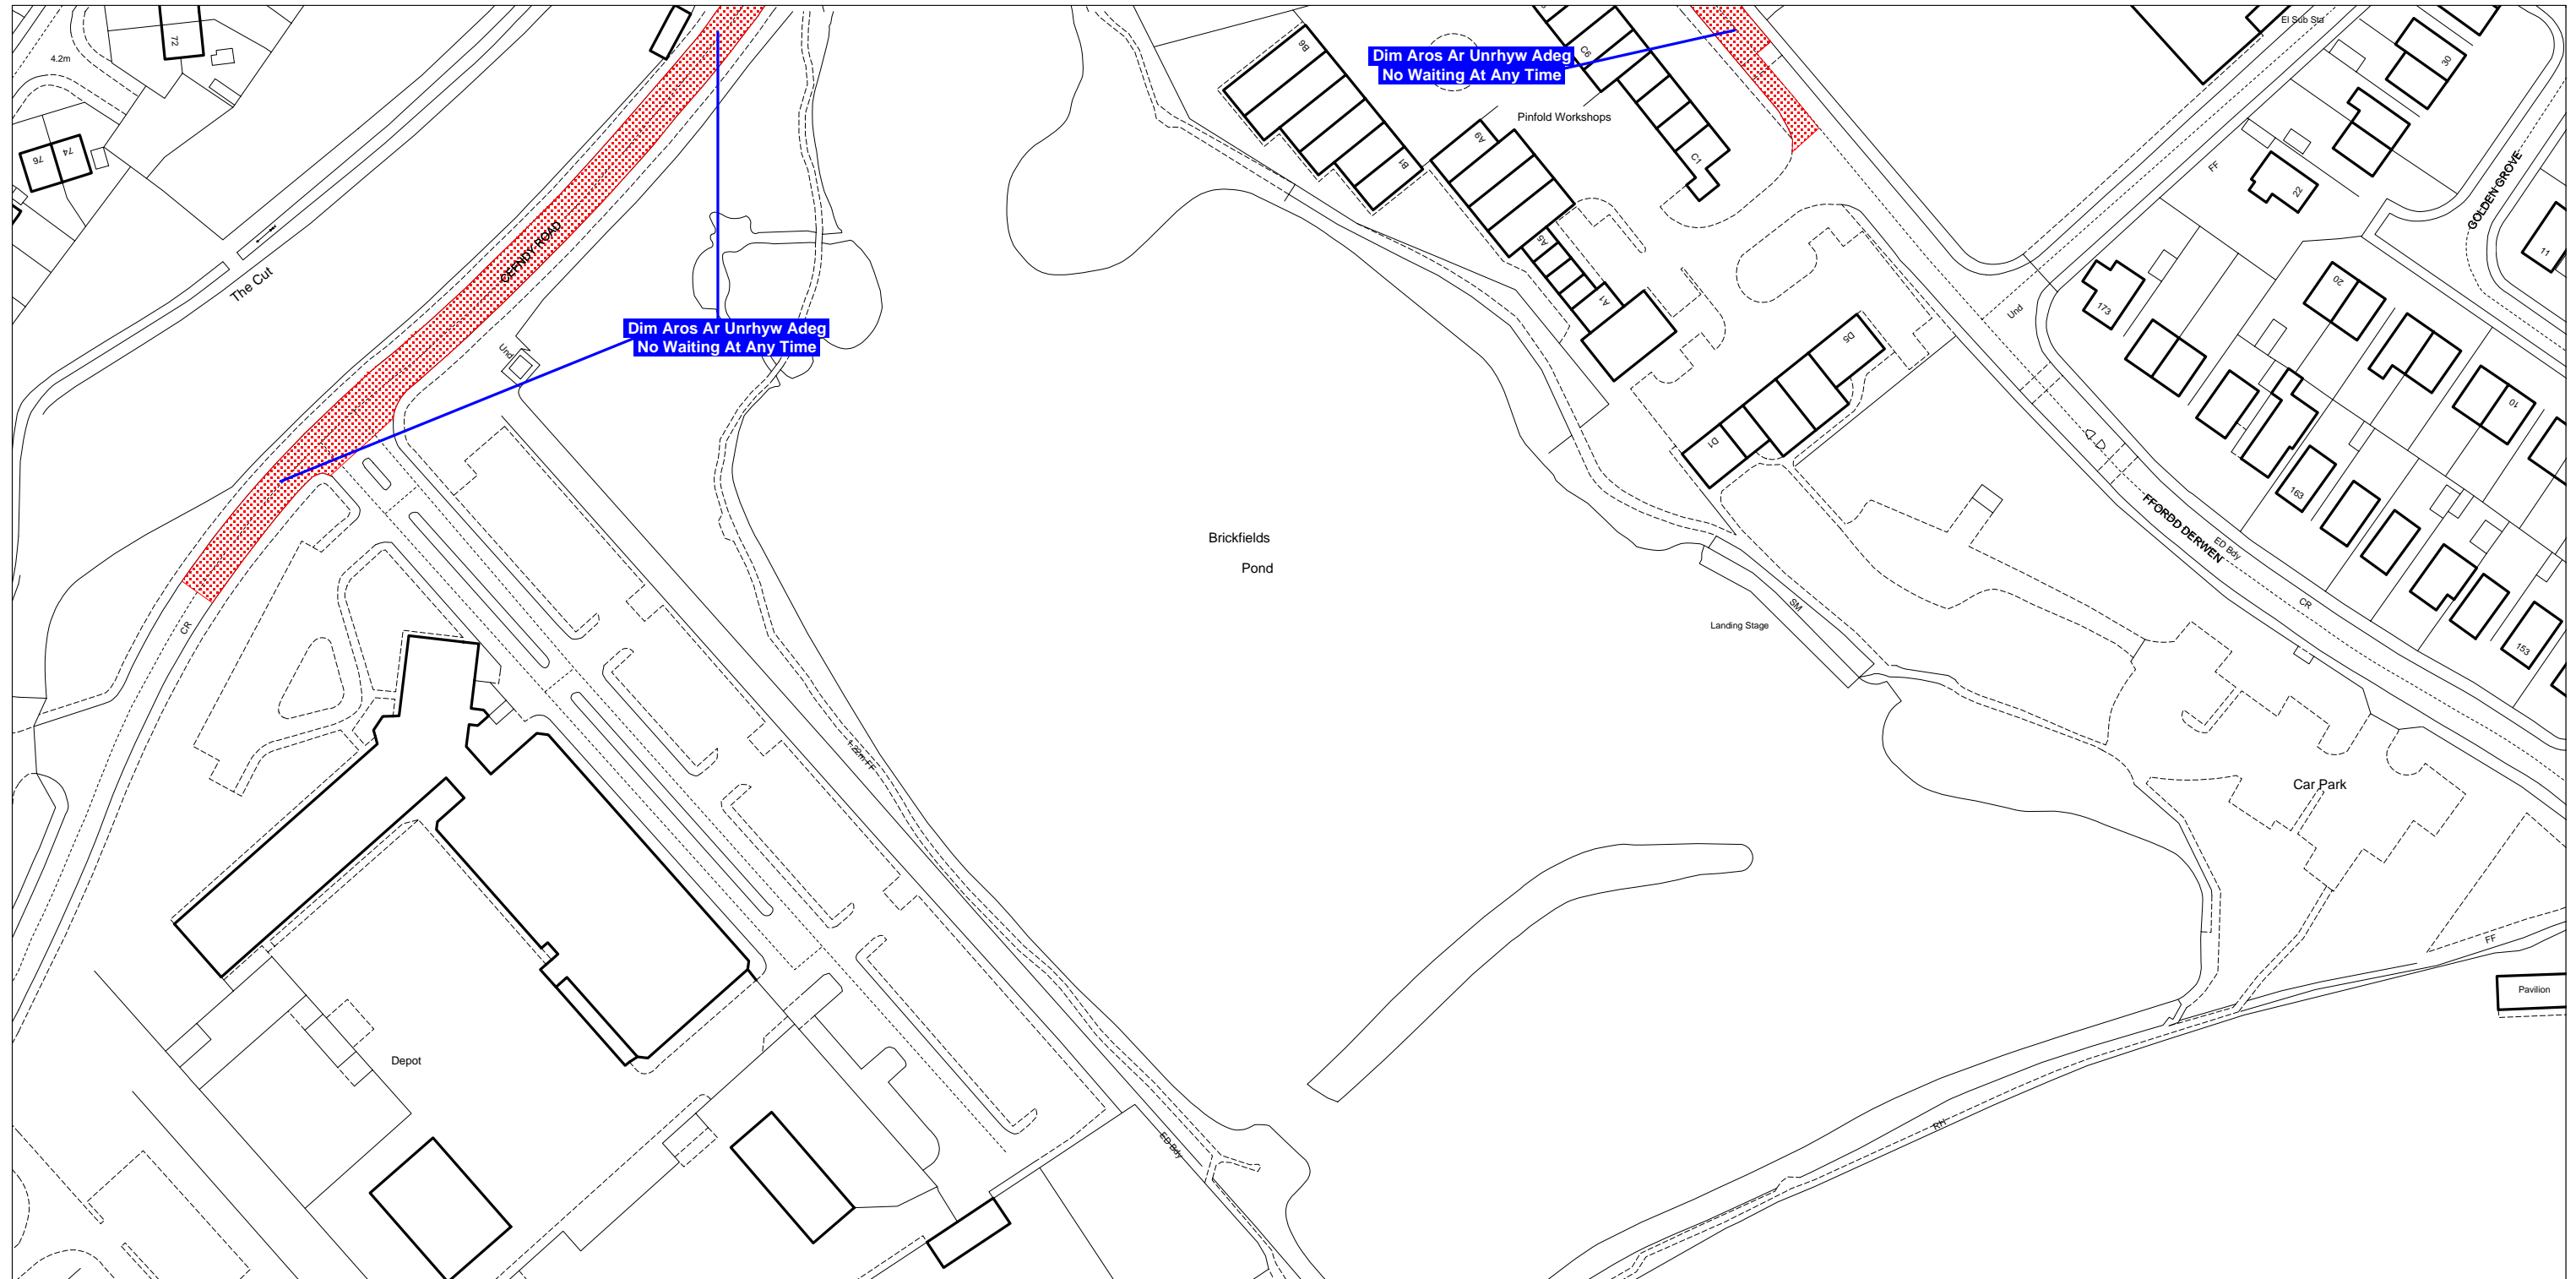 72
4.2m
76
74
The Cut
CEFNDY ROAD
Und
Dim Aros Ar Unrhyw Adeg
No Waiting At Any Time
CR
B6
B1
A9
A5
A1
C6
C1
Pinfold Workshops
Dim Aros Ar Unrhyw Adeg
No Waiting At Any Time
D5
D1
El Sub Sta
30
FF
22
GOLDEN GROVE
11
Und
173
20
10
163
FFORDD DERWEN
ED Bdy
CR
153
Brickfields
Pond
SM
Landing Stage
1.22m FF
Car Park
FF
Pavilion
Depot
ED Bdy
RH